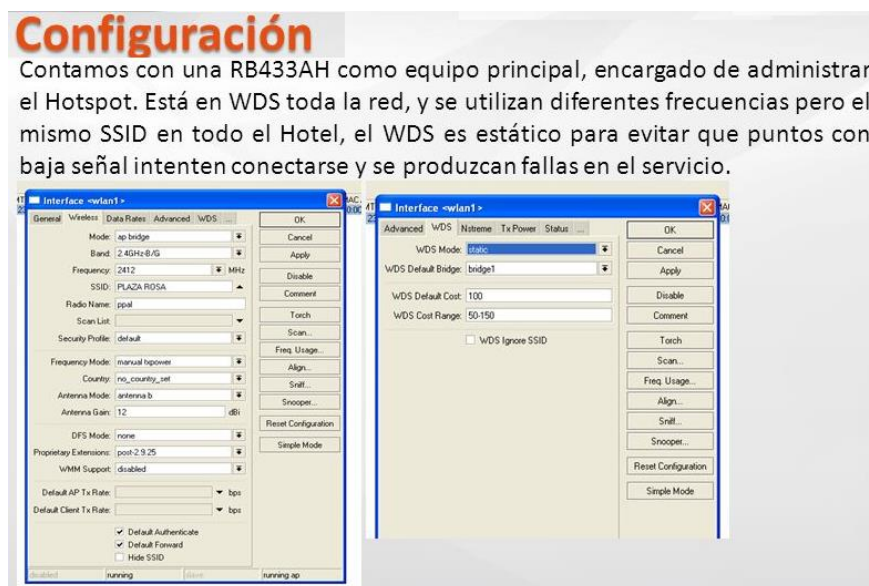 Configuración
Contamos con una RB433AH como equipo principal, encargado de administrar
el Hotspot. Está en WDS toda la red, y se utilizan diferentes frecuencias pero el
mismo SSID en todo el Hotel, el WDS es estático para evitar que puntos con
baja señal intenten conectarse y se produzcan fallas en el servicio.
Interface <wlan1>
General Wireless Data Rates Advanced WDS ...
Mode: ap bridge
Band: 2.4GHz-B/G
Frequency: 2412 MHz
SSID: PLAZA ROSA
Radio Name: ppal
Scan List:
Security Profile: default
Frequency Mode: manual txpower
Country: no_country_set
Antenna Mode: antenna b
Antenna Gain: 12 dBi
DFS Mode: none
Proprietary Extensions: post-2.9.25
WMM Support: disabled
Default AP Tx Rate: bps
Default Client Tx Rate: bps
Default Authenticate
Default Forward
Hide SSID
disabled running slave running ap
OK
Cancel
Apply
Disable
Comment
Torch
Scan...
Freq. Usage...
Align...
Sniff...
Snooper...
Reset Configuration
Simple Mode
Interface <wlan1>
Advanced WDS Nstreme Tx Power Status ...
WDS Mode: static
WDS Default Bridge: bridge1
WDS Default Cost: 100
WDS Cost Range: 50-150
WDS Ignore SSID
OK
Cancel
Apply
Disable
Comment
Torch
Scan...
Freq. Usage...
Align...
Sniff...
Snooper...
Reset Configuration
Simple Mode